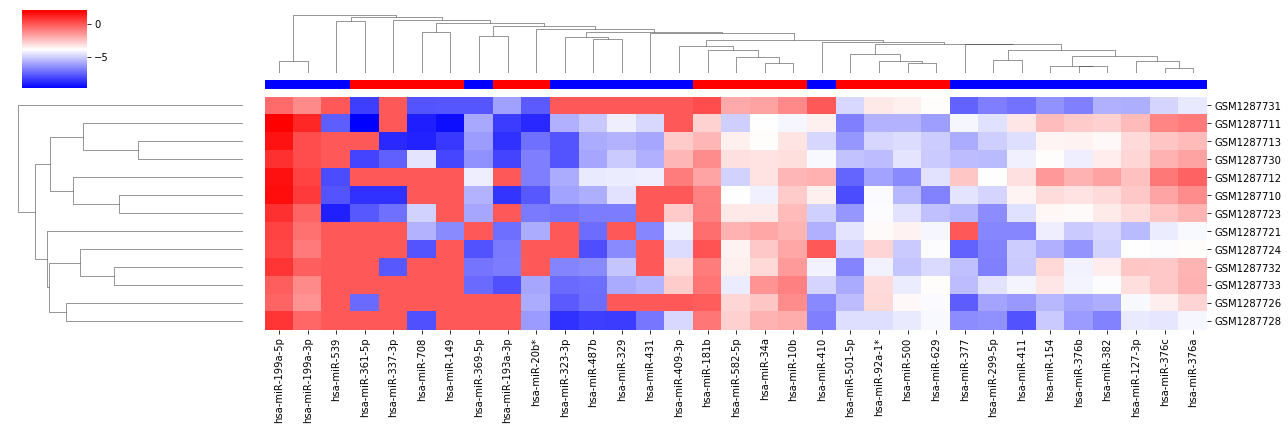 0
−5
GSM1287731
GSM1287711
GSM1287713
GSM1287730
GSM1287712
GSM1287710
GSM1287723
GSM1287721
GSM1287724
GSM1287732
GSM1287733
GSM1287726
GSM1287728
hsa-miR-199a-5p
hsa-miR-199a-3p
hsa-miR-539
hsa-miR-361-5p
hsa-miR-337-3p
hsa-miR-708
hsa-miR-149
hsa-miR-369-5p
hsa-miR-193a-3p
hsa-miR-20b*
hsa-miR-323-3p
hsa-miR-487b
hsa-miR-329
hsa-miR-431
hsa-miR-409-3p
hsa-miR-181b
hsa-miR-582-5p
hsa-miR-34a
hsa-miR-10b
hsa-miR-410
hsa-miR-501-5p
hsa-miR-92a-1*
hsa-miR-500
hsa-miR-629
hsa-miR-377
hsa-miR-299-5p
hsa-miR-411
hsa-miR-154
hsa-miR-376b
hsa-miR-382
hsa-miR-127-3p
hsa-miR-376c
hsa-miR-376a